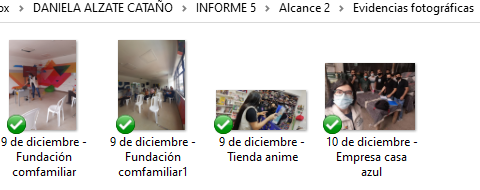 ox > DANIELA ALZATE CATAÑO > INFORME 5 > Alcance 2 > Evidencias fotográficas
9 de diciembre -
Fundación
comfamiliar
9 de diciembre -
Fundación
comfamiliar1
9 de diciembre -
Tienda anime
10 de diciembre -
Empresa casa
azul